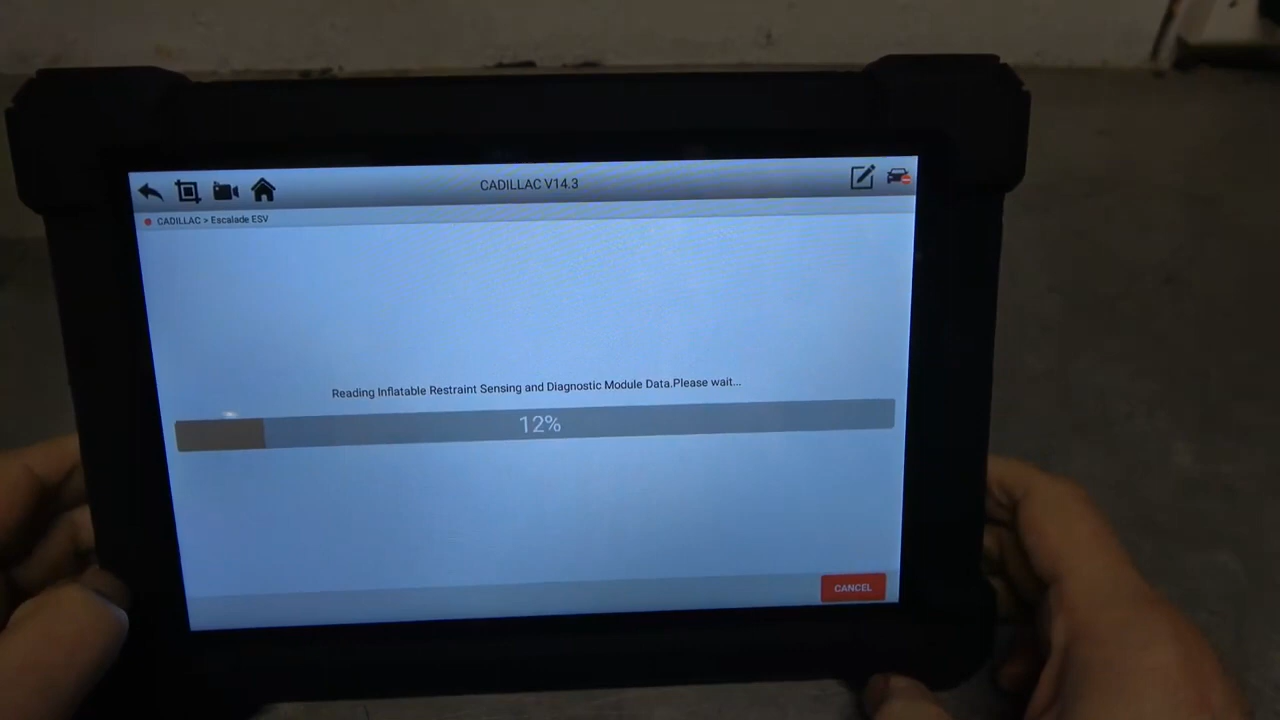 CADILLAC V14.3
CADILLAC > Escalade ESV
Reading Inflatable Restraint Sensing and Diagnostic Module Data.Please wait...
12%
CANCEL